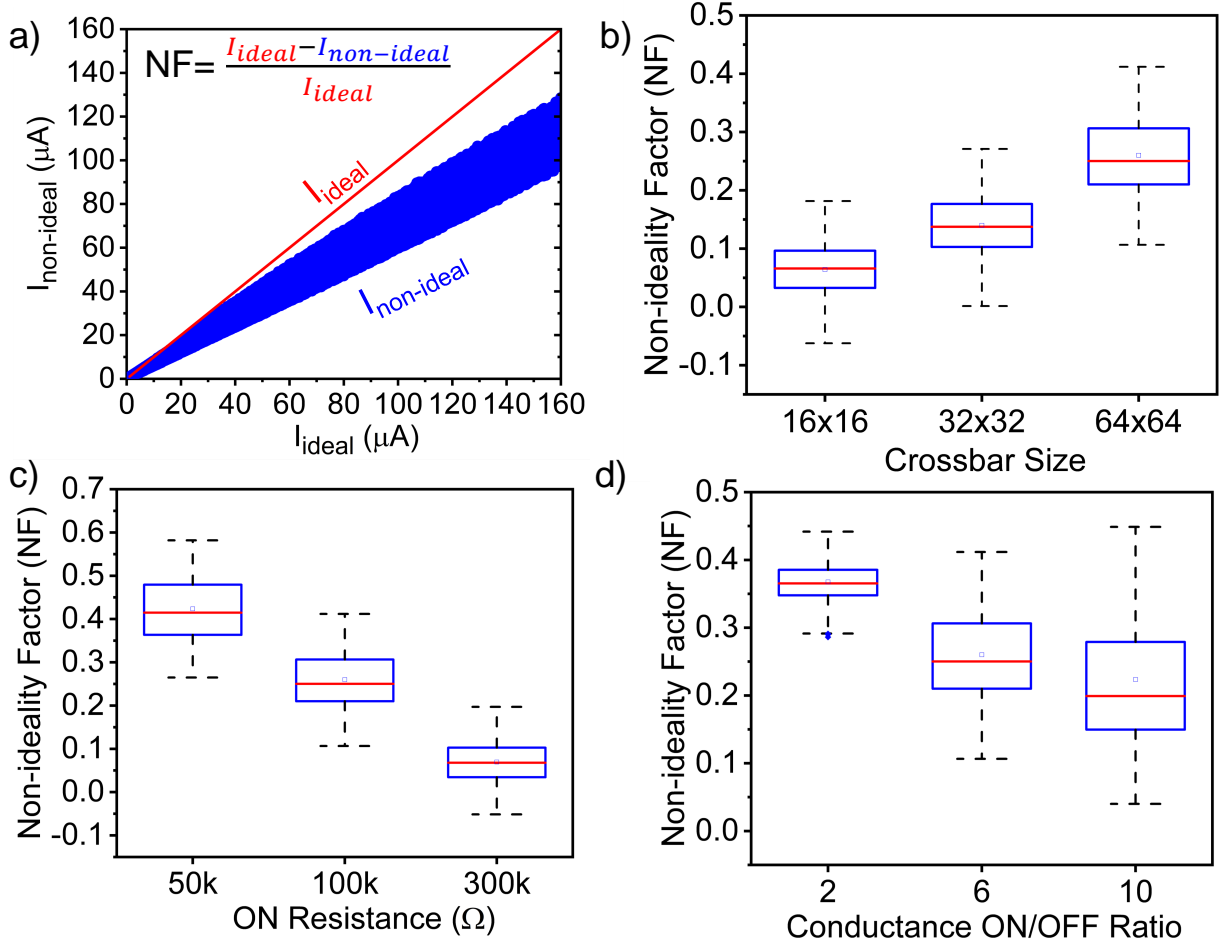 a)
NF= I_ideal−I_non−ideal / I_ideal
I_ideal
I_non-ideal
160
140
120
100
80
60
40
20
0
I_non-ideal (μA)
0 20 40 60 80 100 120 140 160
I_ideal (μA)
b)
0.5
0.4
0.3
0.2
0.1
0.0
-0.1
Non-ideality Factor (NF)
16x16 32x32 64x64
Crossbar Size
c)
0.7
0.6
0.5
0.4
0.3
0.2
0.1
0.0
-0.1
Non-ideality Factor (NF)
50k 100k 300k
ON Resistance (Ω)
d)
0.5
0.4
0.3
0.2
0.1
0.0
Non-ideality Factor (NF)
2 6 10
Conductance ON/OFF Ratio